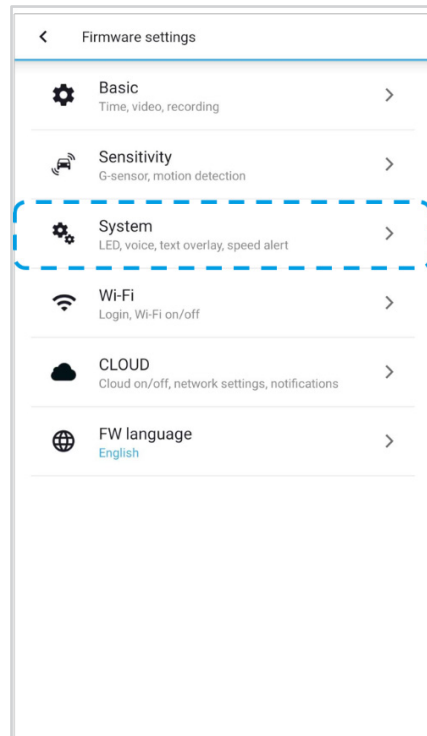 Firmware settings
Basic
Time, video, recording
Sensitivity
G-sensor, motion detection
System
LED, voice, text overlay, speed alert
Wi-Fi
Login, Wi-Fi on/off
CLOUD
Cloud on/off, network settings, notifications
FW language
English